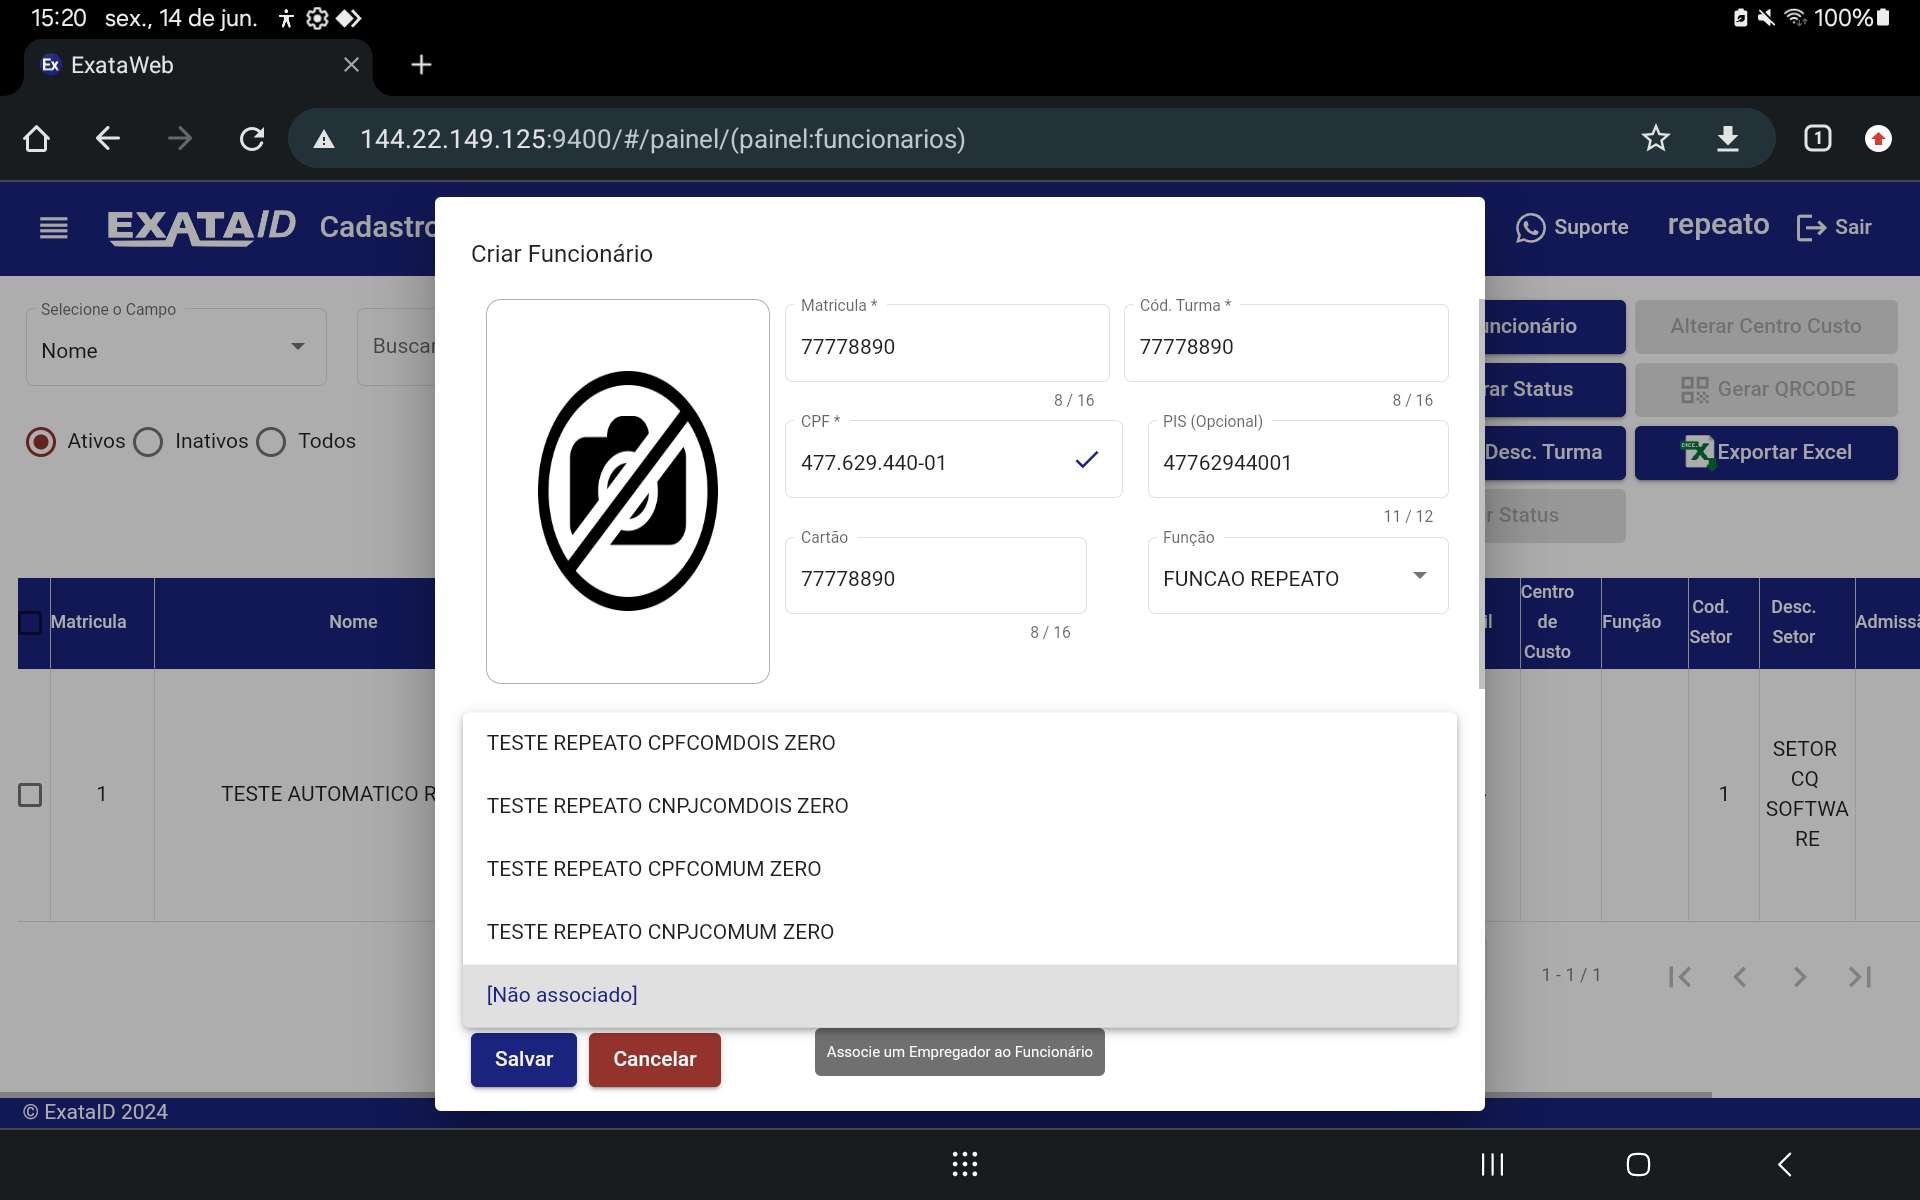 15:20 sex., 14 de jun.
100%
Ex ExataWeb
144.22.149.125:9400/#/painel/(painel:funcionarios)
1
EXATAID Cadastro
Suporte
repeato
Sair
Criar Funcionário
Selecione o Campo
Nome
Buscar
Ativos
Inativos
Todos
Matricula *
77778890
8 / 16
Cód. Turma *
77778890
8 / 16
CPF *
477.629.440-01
PIS (Opcional)
47762944001
11 / 12
Cartão
77778890
8 / 16
Função
FUNCAO REPEATO
uncionário
Alterar Centro Custo
rar Status
Gerar QRCODE
Desc. Turma
Exportar Excel
r Status
Matricula
Nome
il
Centro
de
Custo
Função
Cod.
Setor
Desc.
Setor
Admissã
1
TESTE AUTOMATICO R
1
SETOR
CQ
SOFTWA
RE
TESTE REPEATO CPFCOMDOIS ZERO
TESTE REPEATO CNPJCOMDOIS ZERO
TESTE REPEATO CPFCOMUM ZERO
TESTE REPEATO CNPJCOMUM ZERO
[Não associado]
1 - 1 / 1
Salvar
Cancelar
Associe um Empregador ao Funcionário
© ExataID 2024